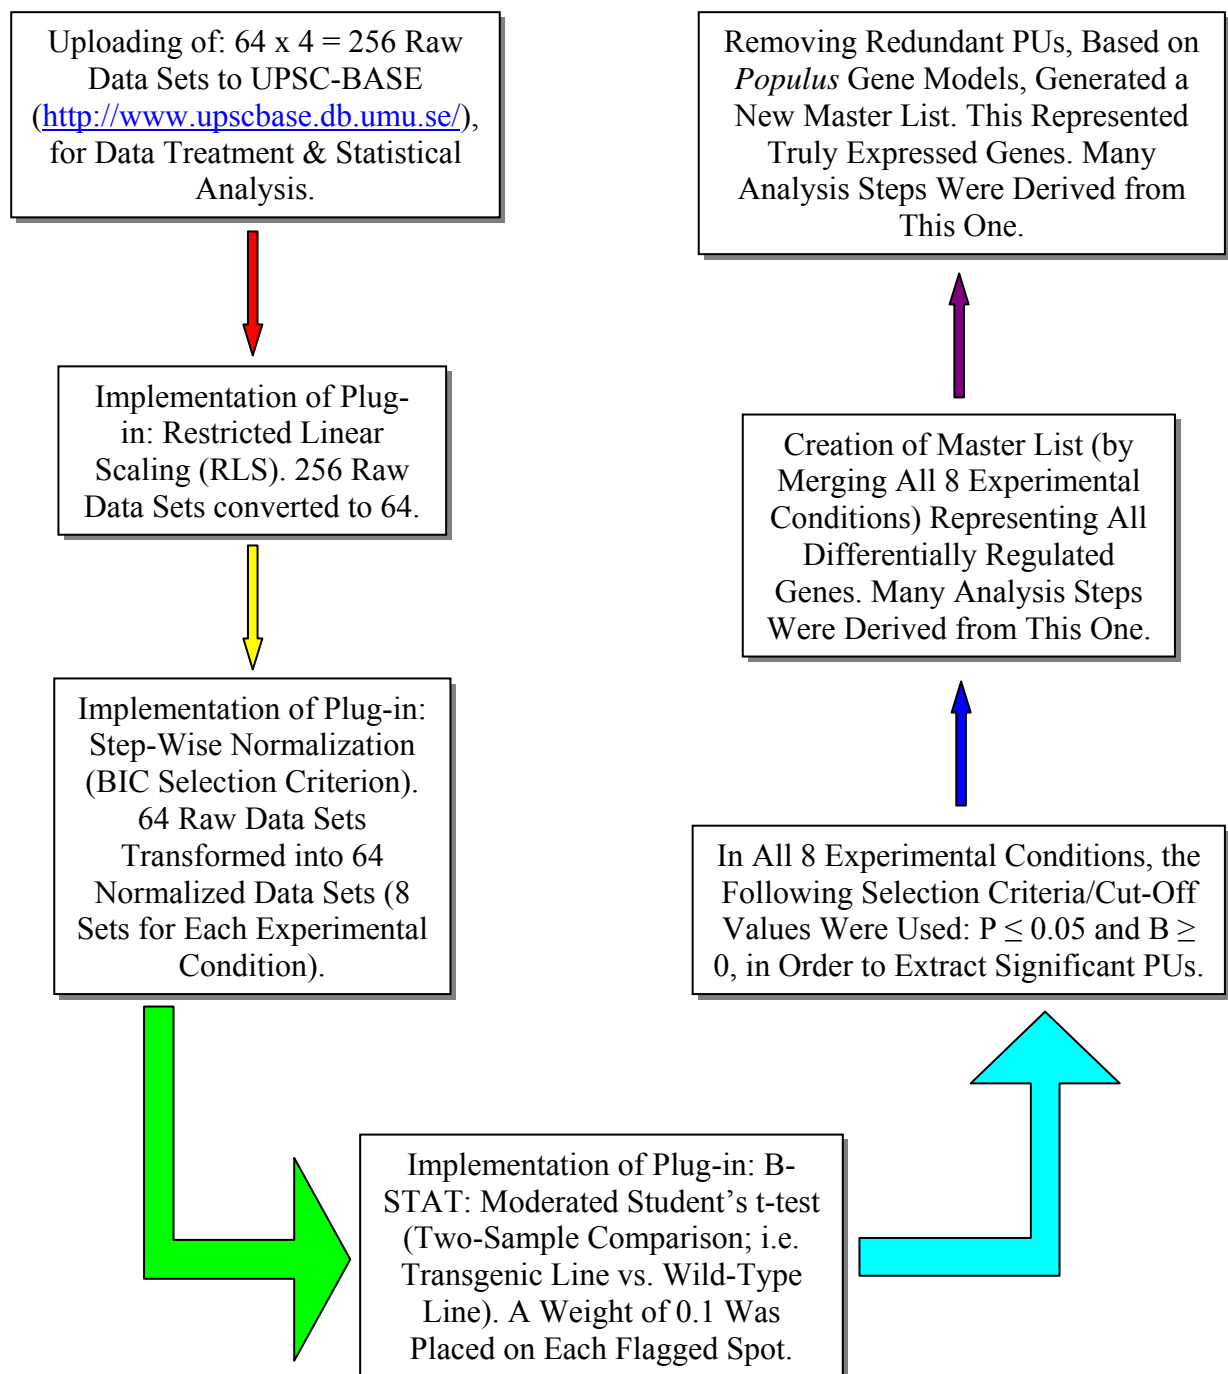 Uploading of: 64 x 4 = 256 Raw
Data Sets to UPSC-BASE
(http://www.upscbase.db.umu.se/),
for Data Treatment & Statistical
Analysis.
Implementation of Plug-
in: Restricted Linear
Scaling (RLS). 256 Raw
Data Sets converted to 64.
Implementation of Plug-in:
Step-Wise Normalization
(BIC Selection Criterion).
64 Raw Data Sets
Transformed into 64
Normalized Data Sets (8
Sets for Each Experimental
Condition).
Implementation of Plug-in: B-
STAT: Moderated Student’s t-test
(Two-Sample Comparison; i.e.
Transgenic Line vs. Wild-Type
Line). A Weight of 0.1 Was
Placed on Each Flagged Spot.
In All 8 Experimental Conditions, the
Following Selection Criteria/Cut-Off
Values Were Used: P ≤ 0.05 and B ≥
0, in Order to Extract Significant PUs.
Creation of Master List (by
Merging All 8 Experimental
Conditions) Representing All
Differentially Regulated
Genes. Many Analysis Steps
Were Derived from This One.
Removing Redundant PUs, Based on
Populus Gene Models, Generated a
New Master List. This Represented
Truly Expressed Genes. Many
Analysis Steps Were Derived from
This One.